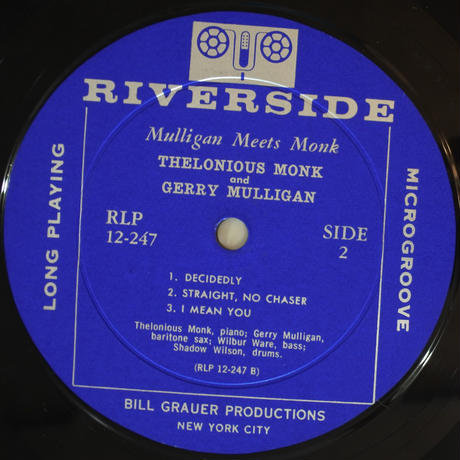 RIVERSIDE
Mulligan Meets Monk
THELONIOUS MONK
and
GERRY MULLIGAN
LONG PLAYING
MICROGROOVE
RLP
12-247
SIDE
2
1. DECIDEDLY
2. STRAIGHT, NO CHASER
3. I MEAN YOU
Thelonious Monk, piano; Gerry Mulligan,
baritone sax; Wilbur Ware, bass;
Shadow Wilson, drums.
(RLP 12-247 B)
BILL GRAUER PRODUCTIONS
NEW YORK CITY